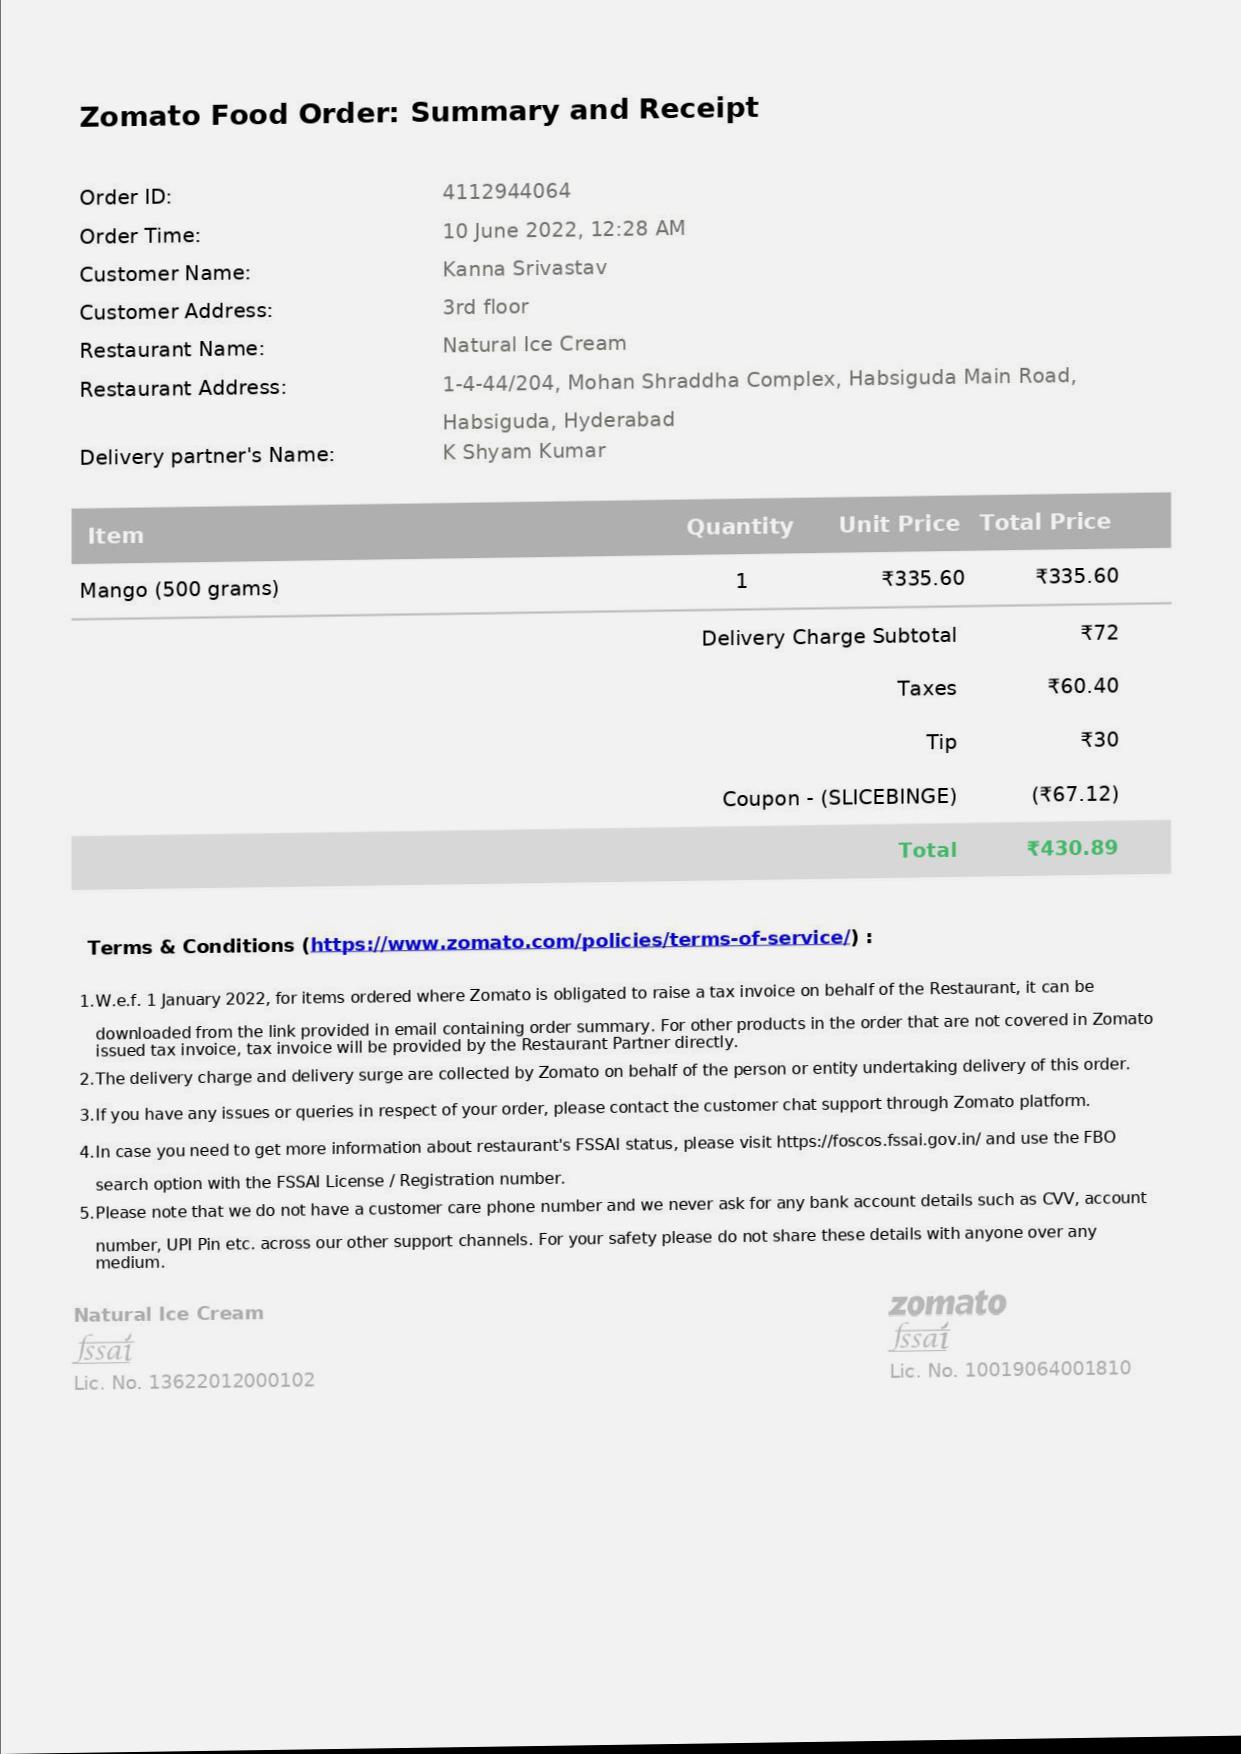 Zomato Food Order: Summary and Receipt
Order ID: 4112944064
Order Time: 10 June 2022, 12:28 AM
Customer Name: Kanna Srivastav
Customer Address: 3rd floor
Restaurant Name: Natural Ice Cream
Restaurant Address: 1-4-44/204, Mohan Shraddha Complex, Habsiguda Main Road,
Habsiguda, Hyderabad
Delivery partner's Name: K Shyam Kumar
Item Quantity Unit Price Total Price
Mango (500 grams) 1 ₹335.60 ₹335.60
Delivery Charge Subtotal ₹72
Taxes ₹60.40
Tip ₹30
Coupon - (SLICEBINGE) (₹67.12)
Total ₹430.89
Terms & Conditions (https://www.zomato.com/policies/terms-of-service/) :
1.W.e.f. 1 January 2022, for items ordered where Zomato is obligated to raise a tax invoice on behalf of the Restaurant, it can be
downloaded from the link provided in email containing order summary. For other products in the order that are not covered in Zomato
issued tax invoice, tax invoice will be provided by the Restaurant Partner directly.
2.The delivery charge and delivery surge are collected by Zomato on behalf of the person or entity undertaking delivery of this order.
3.If you have any issues or queries in respect of your order, please contact the customer chat support through Zomato platform.
4.In case you need to get more information about restaurant's FSSAI status, please visit https://foscos.fssai.gov.in/ and use the FBO
search option with the FSSAI License / Registration number.
5.Please note that we do not have a customer care phone number and we never ask for any bank account details such as CVV, account
number, UPI Pin etc. across our other support channels. For your safety please do not share these details with anyone over any
medium.
Natural Ice Cream
fssai
Lic. No. 13622012000102
zomato
fssai
Lic. No. 10019064001810